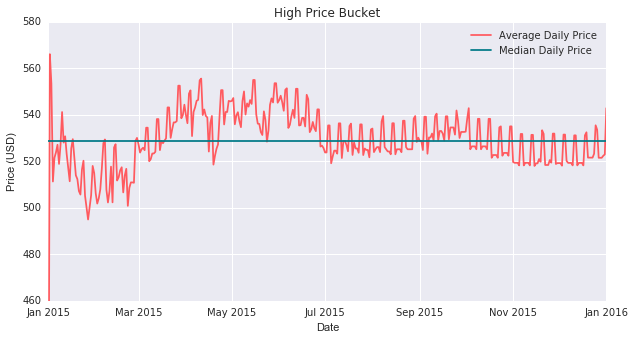 High Price Bucket
580
560
540
520
500
480
460
Price (USD)
Average Daily Price
Median Daily Price
Jan 2015
Mar 2015
May 2015
Jul 2015
Sep 2015
Nov 2015
Jan 2016
Date